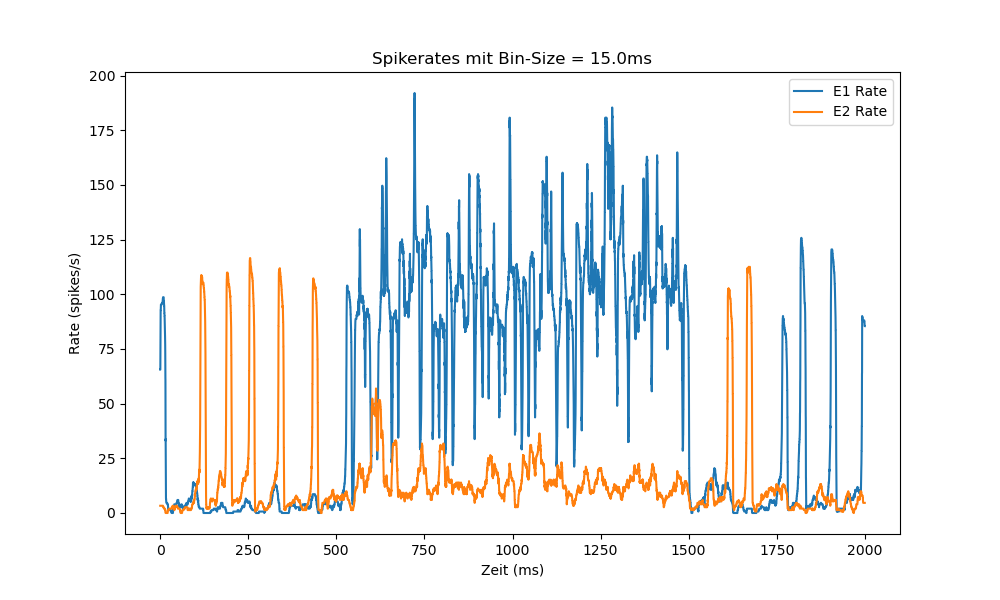 Spikerates mit Bin-Size = 15.0ms
200
175
150
125
100
75
50
25
0
Rate (spikes/s)
E1 Rate
E2 Rate
0 250 500 750 1000 1250 1500 1750 2000
Zeit (ms)